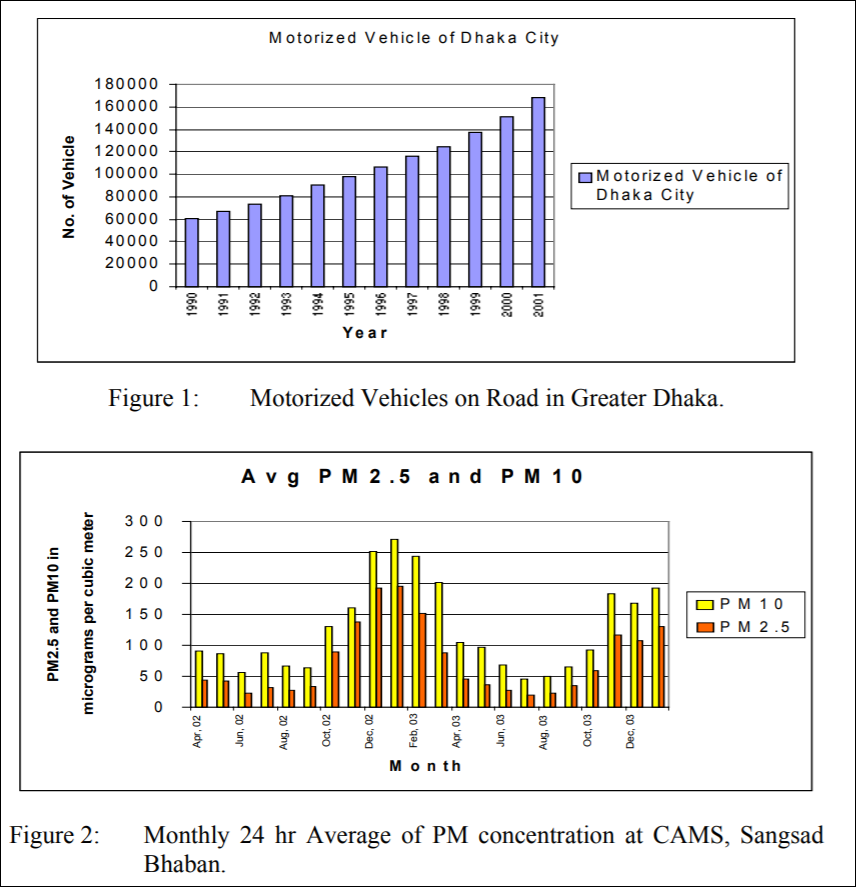 Motorized Vehicle of Dhaka City
180000
160000
140000
120000
100000
80000
60000
40000
20000
0
No. of Vehicle
1990 1991 1992 1993 1994 1995 1996 1997 1998 1999 2000 2001
Year
Motorized Vehicle of
Dhaka City
Figure 1: Motorized Vehicles on Road in Greater Dhaka.
Avg PM2.5 and PM10
PM2.5 and PM10 in
micrograms per cubic meter
300
250
200
150
100
50
0
Apr, 02 Jun, 02 Aug, 02 Oct, 02 Dec, 02 Feb, 03 Apr, 03 Jun, 03 Aug, 03 Oct, 03 Dec, 03
Month
PM10
PM2.5
Figure 2: Monthly 24 hr Average of PM concentration at CAMS, Sangsad
Bhaban.